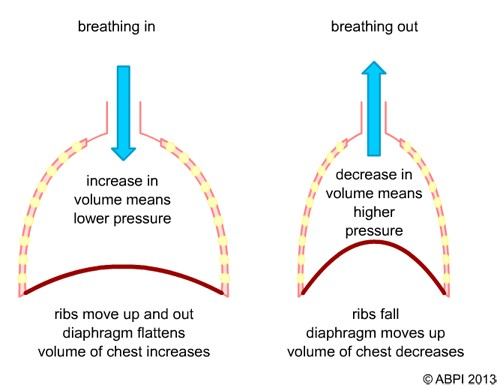 breathing in
increase in
volume means
lower pressure
ribs move up and out
diaphragm flattens
volume of chest increases
breathing out
decrease in
volume means
higher
pressure
ribs fall
diaphragm moves up
volume of chest decreases
© ABPI 2013